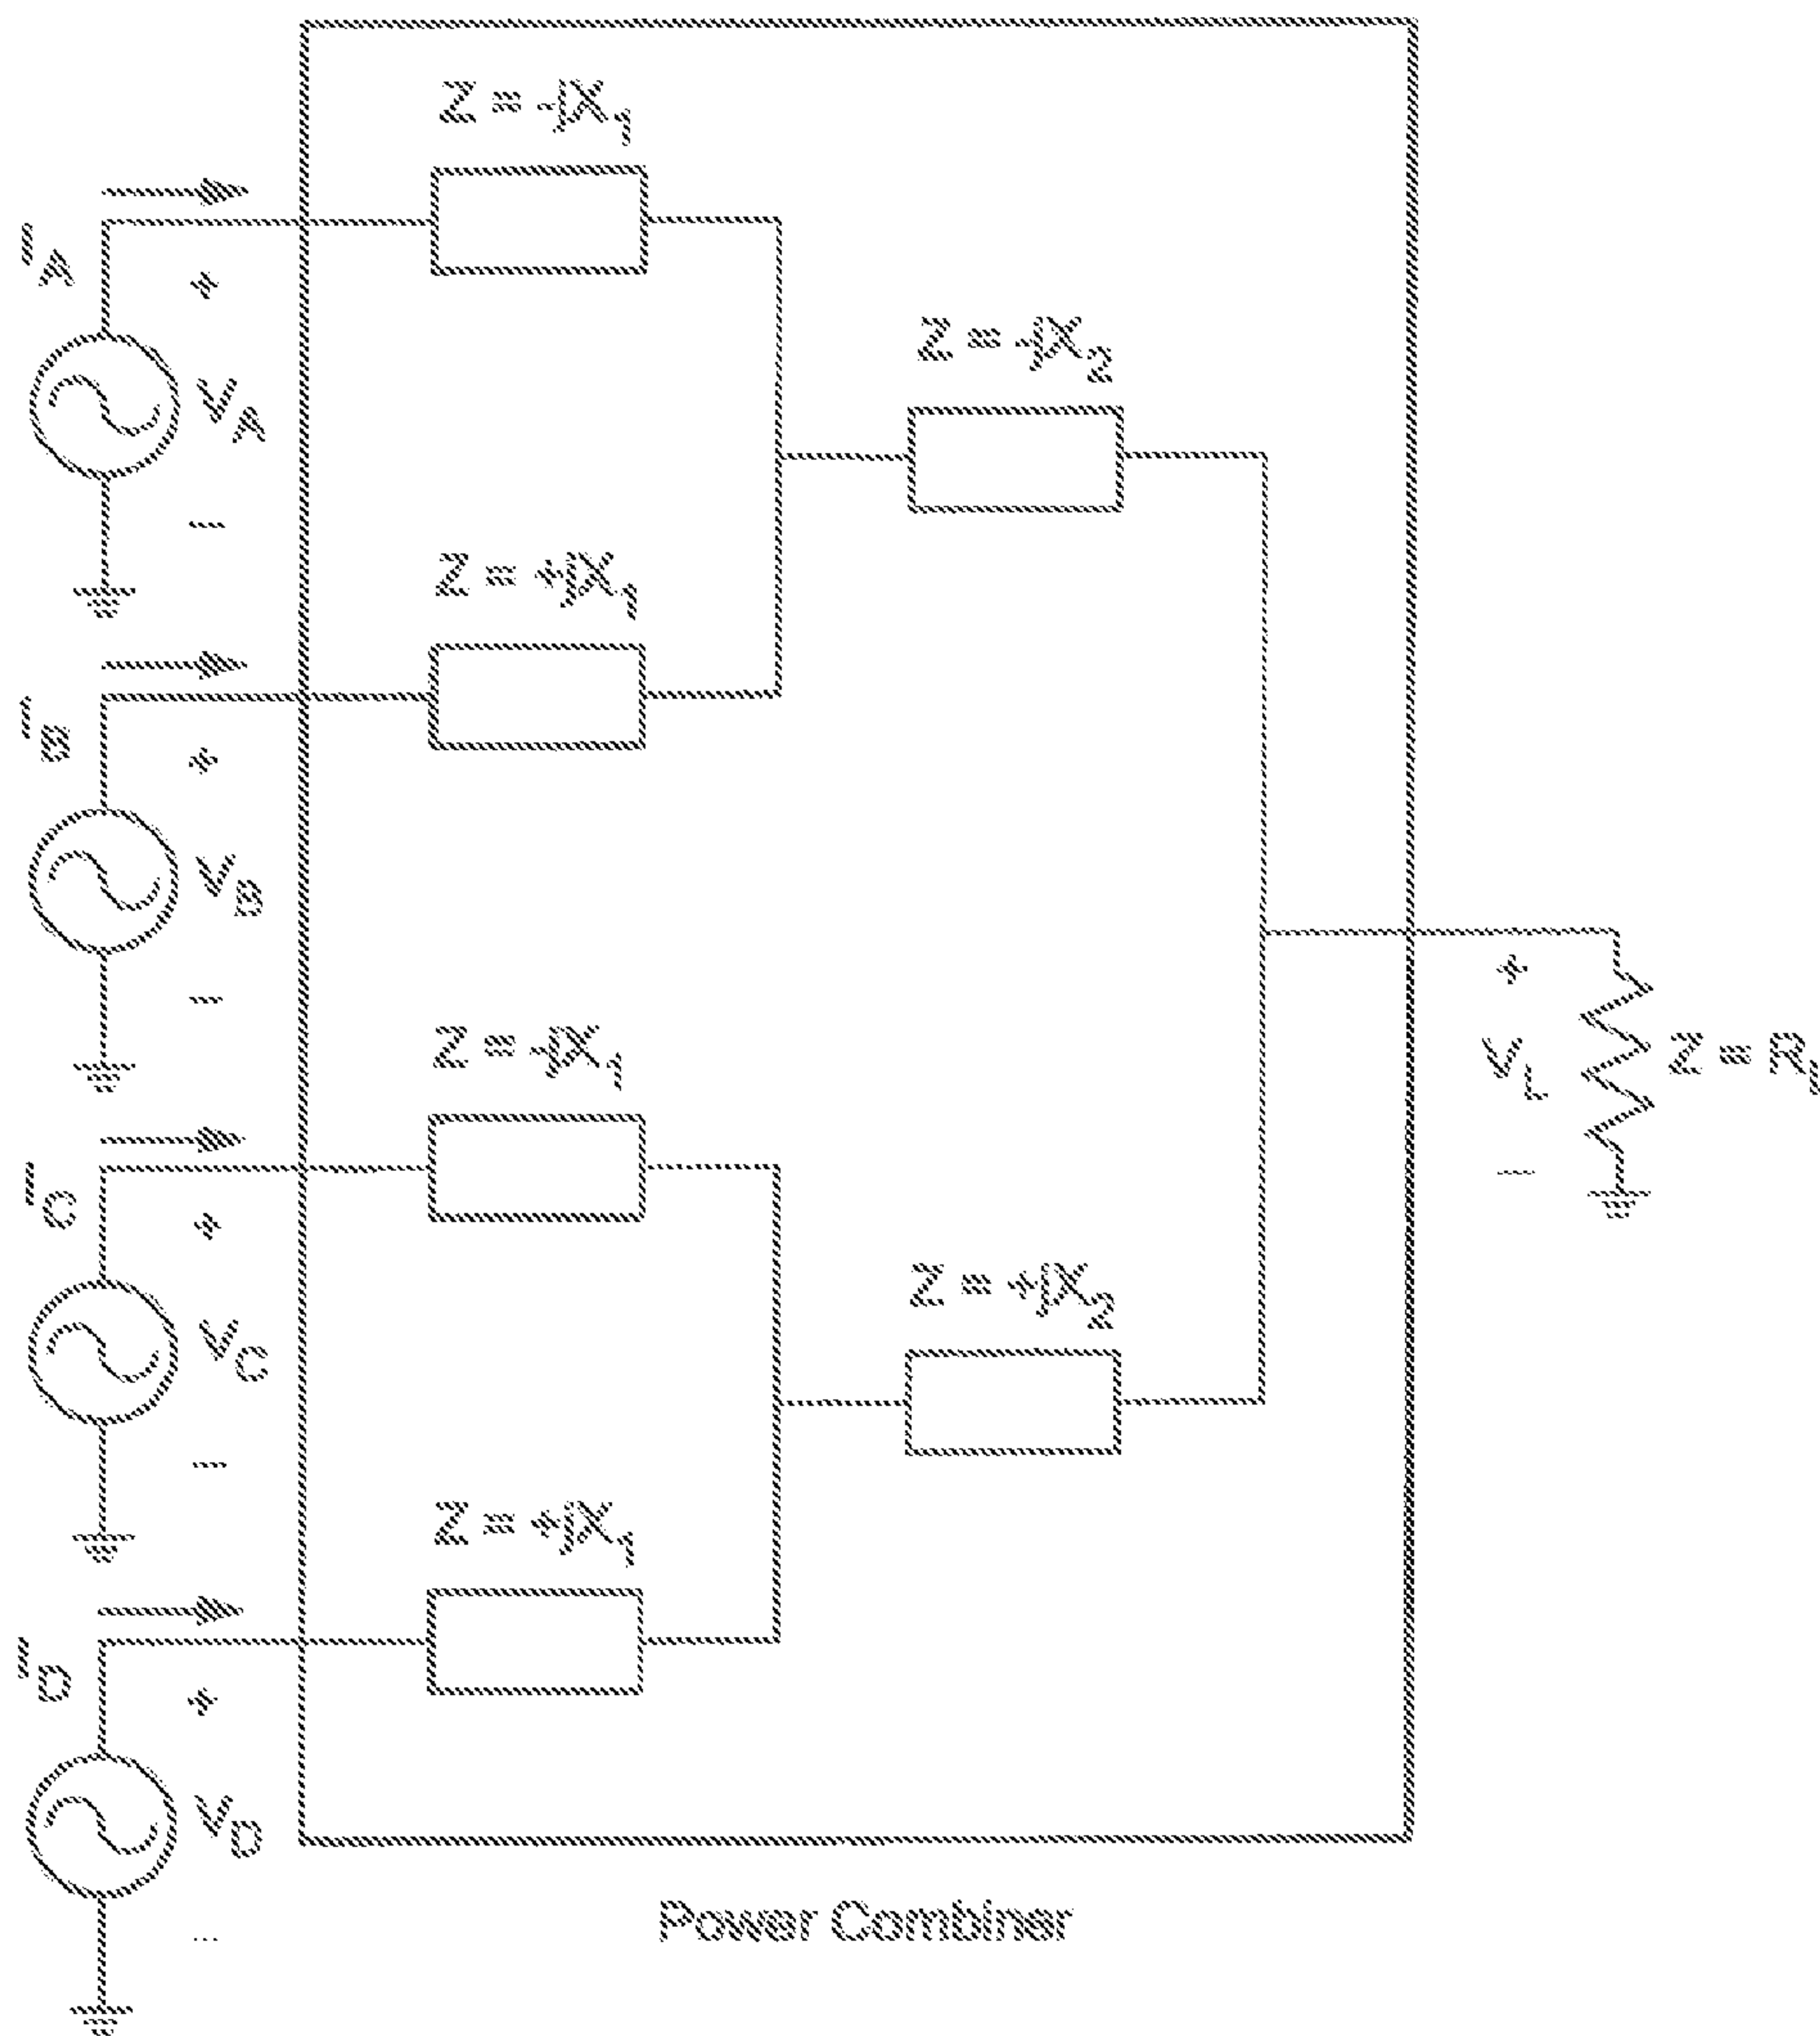 Z = -jX1
IA
+
VA
−
Z = -jX2
Z = +jX1
IB
+
VB
−
Z = -jX1
+
VL
−
Z = RL
IC
+
VC
−
Z = +jX2
Z = +jX1
ID
+
VD
−
Power Combiner